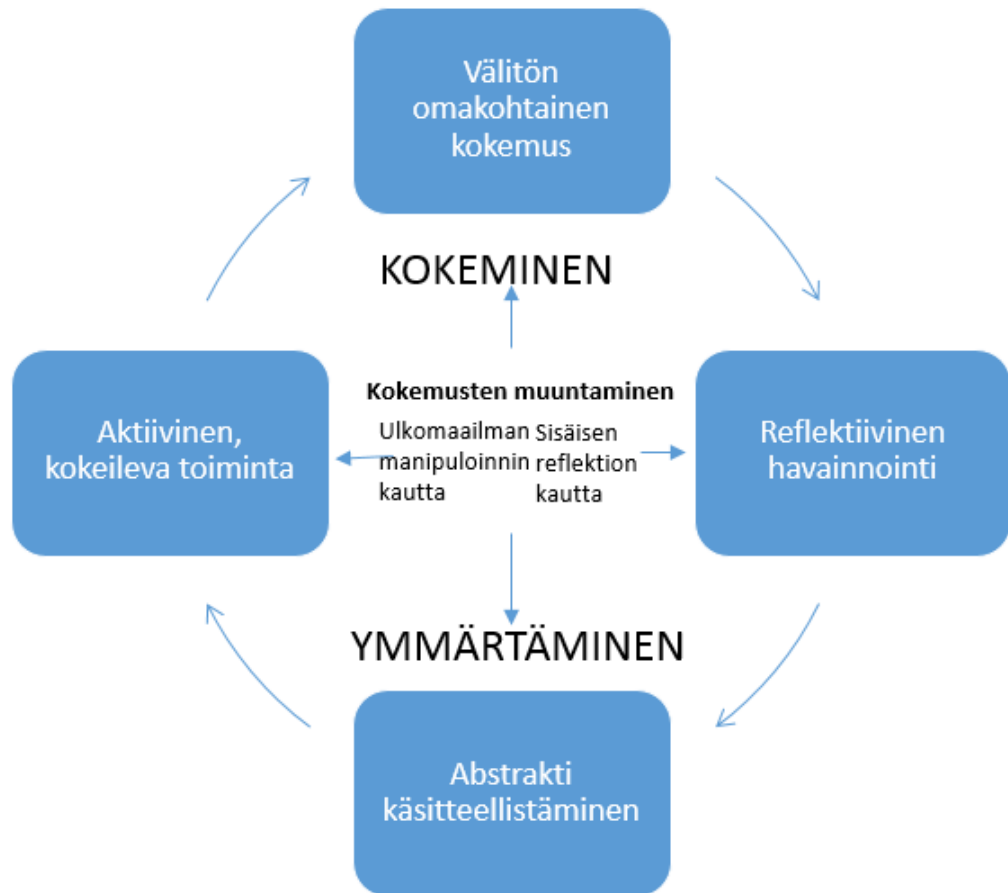 Välitön
omakohtainen
kokemus
KOKEMINEN
Kokemusten muuntaminen
Aktiivinen,
kokeileva toiminta
Ulkomaailman
manipuloinnin
kautta
Sisäisen
reflektion
kautta
Reflektiivinen
havainnointi
YMMÄRTÄMINEN
Abstrakti
käsitteellistäminen